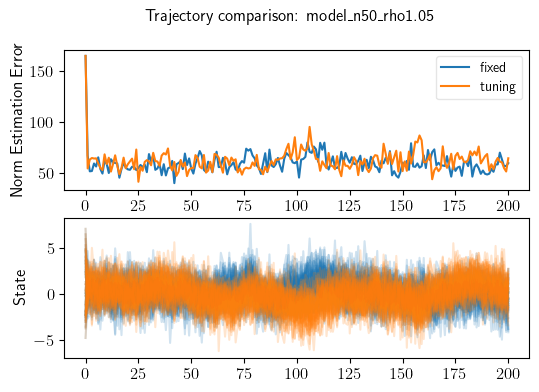 Trajectory comparison: model_n50_rho1.05
Norm Estimation Error
150
100
50
fixed
tuning
0 25 50 75 100 125 150 175 200
State
5
0
−5
0 25 50 75 100 125 150 175 200